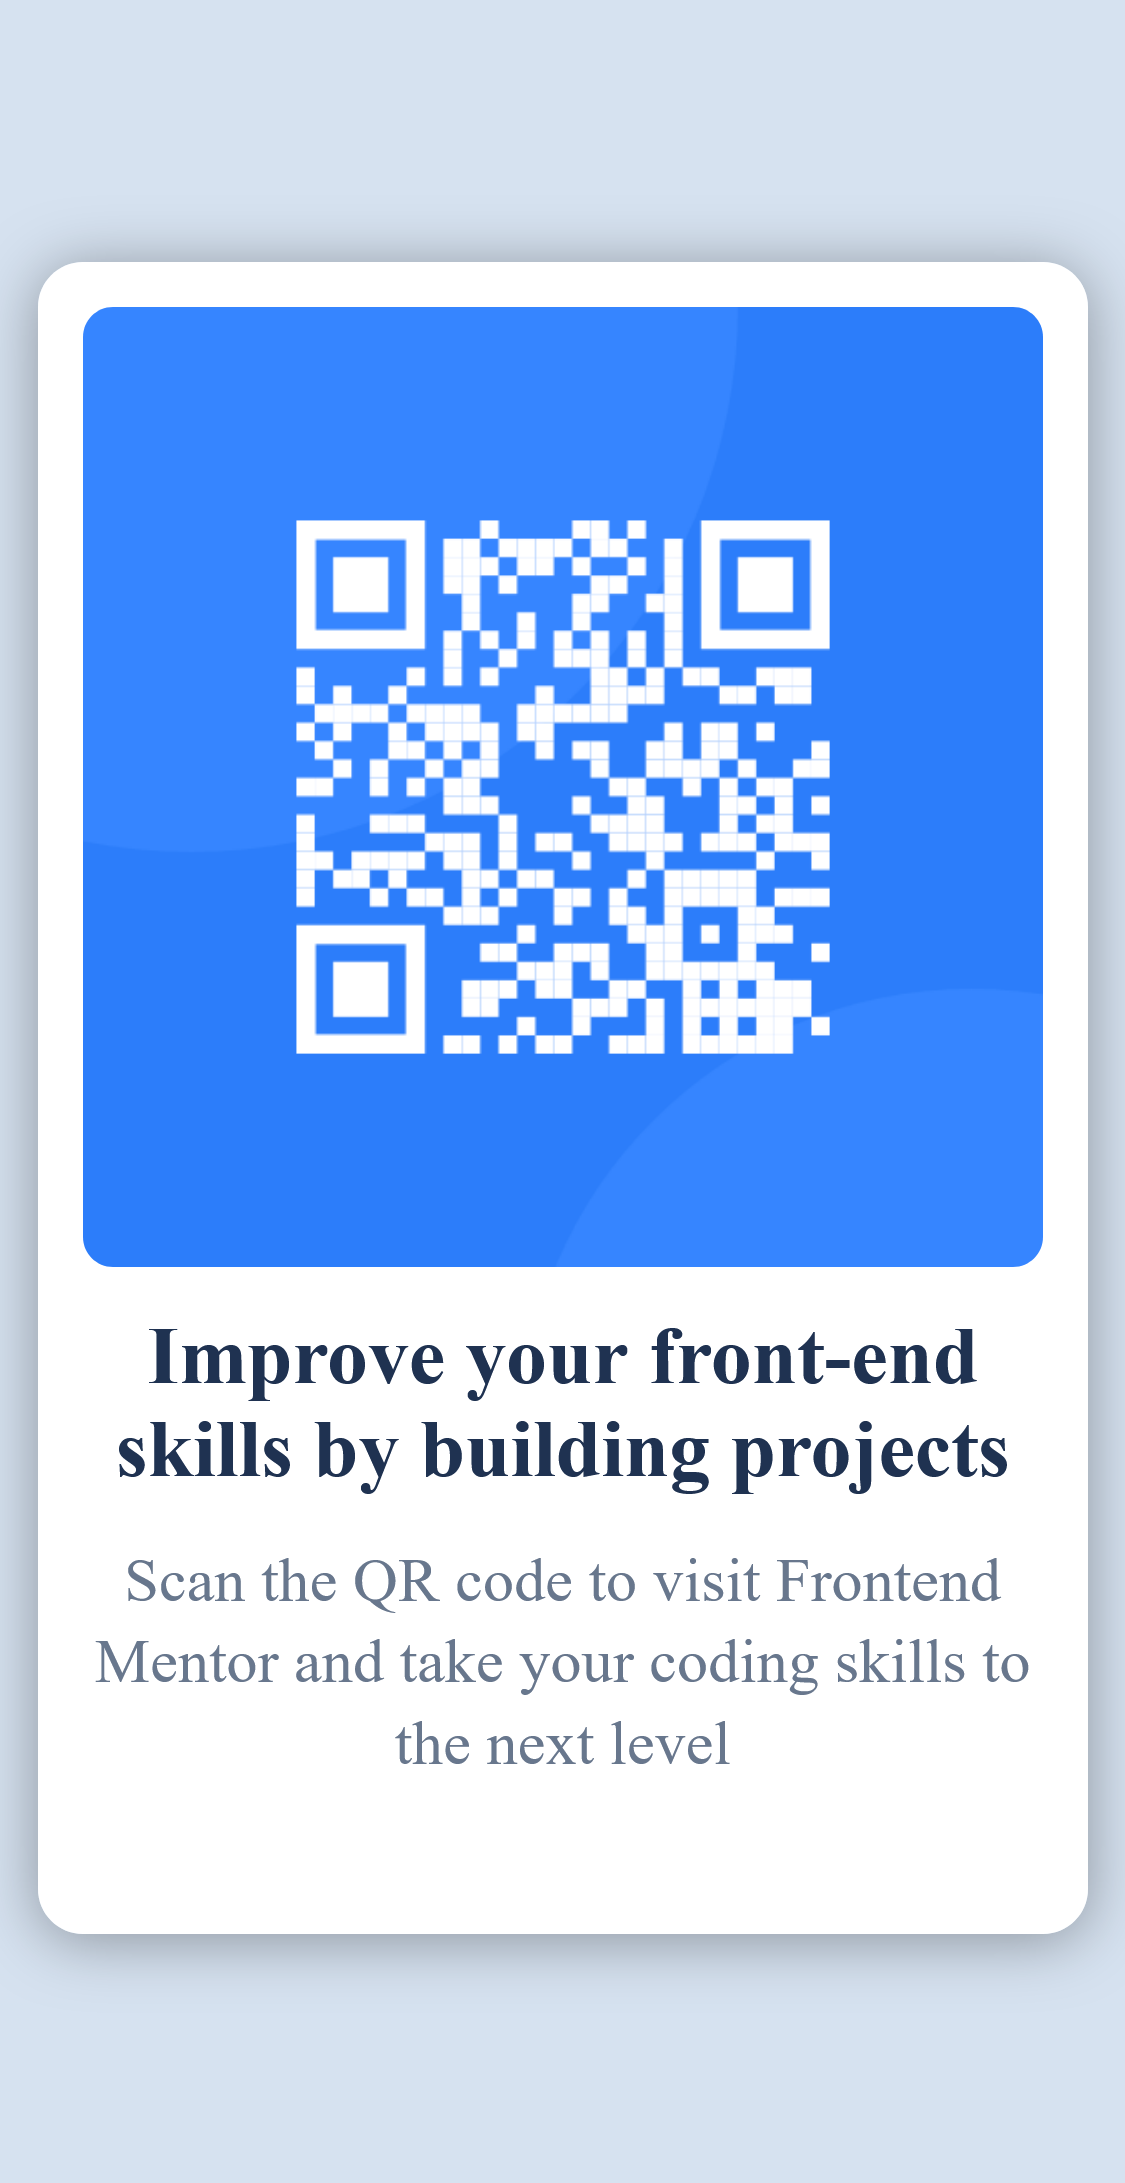 Improve your front-end
skills by building projects
Scan the QR code to visit Frontend
Mentor and take your coding skills to
the next level